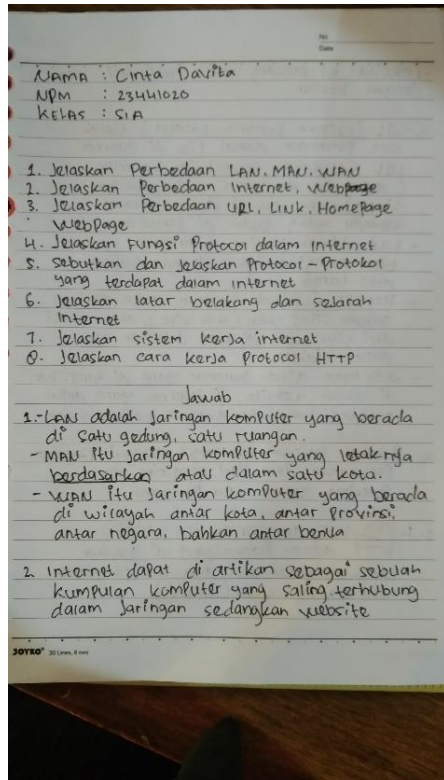 No
Date
NAMA : Cinta Davita
NPM : 23441020
KELAS : SIA
1. Jelaskan Perbedaan LAN, MAN, WAN
2. Jelaskan Perbedaan Internet, Webpage
3. Jelaskan Perbedaan URL, Link, Homepage
Webpage
4. Jelaskan Fungsi Protocol dalam internet
5. Sebutkan dan Jelaskan Protocol - Protokol
yang terdapat dalam internet
6. Jelaskan latar belakang dan selarah
Internet
7. Jelaskan sistem kerja internet
8. Jelaskan cara kerja Protocol HTTP
Jawab
1.- LAN adalah Jaringan komputer yang berada
di satu gedung, satu ruangan.
- MAN itu Jaringan komputer yang letaknya
berdasarkan atau dalam satu kota.
- WAN itu Jaringan komputer yang berada
di wilayah antar kota, antar Provinsi,
antar negara, bahkan antar benua
2. Internet dapat di artikan sebagai sebuah
kumpulan komputer yang saling terhubung
dalam Jaringan sedangkan website
JOYKO 30 Lines, 8 mm